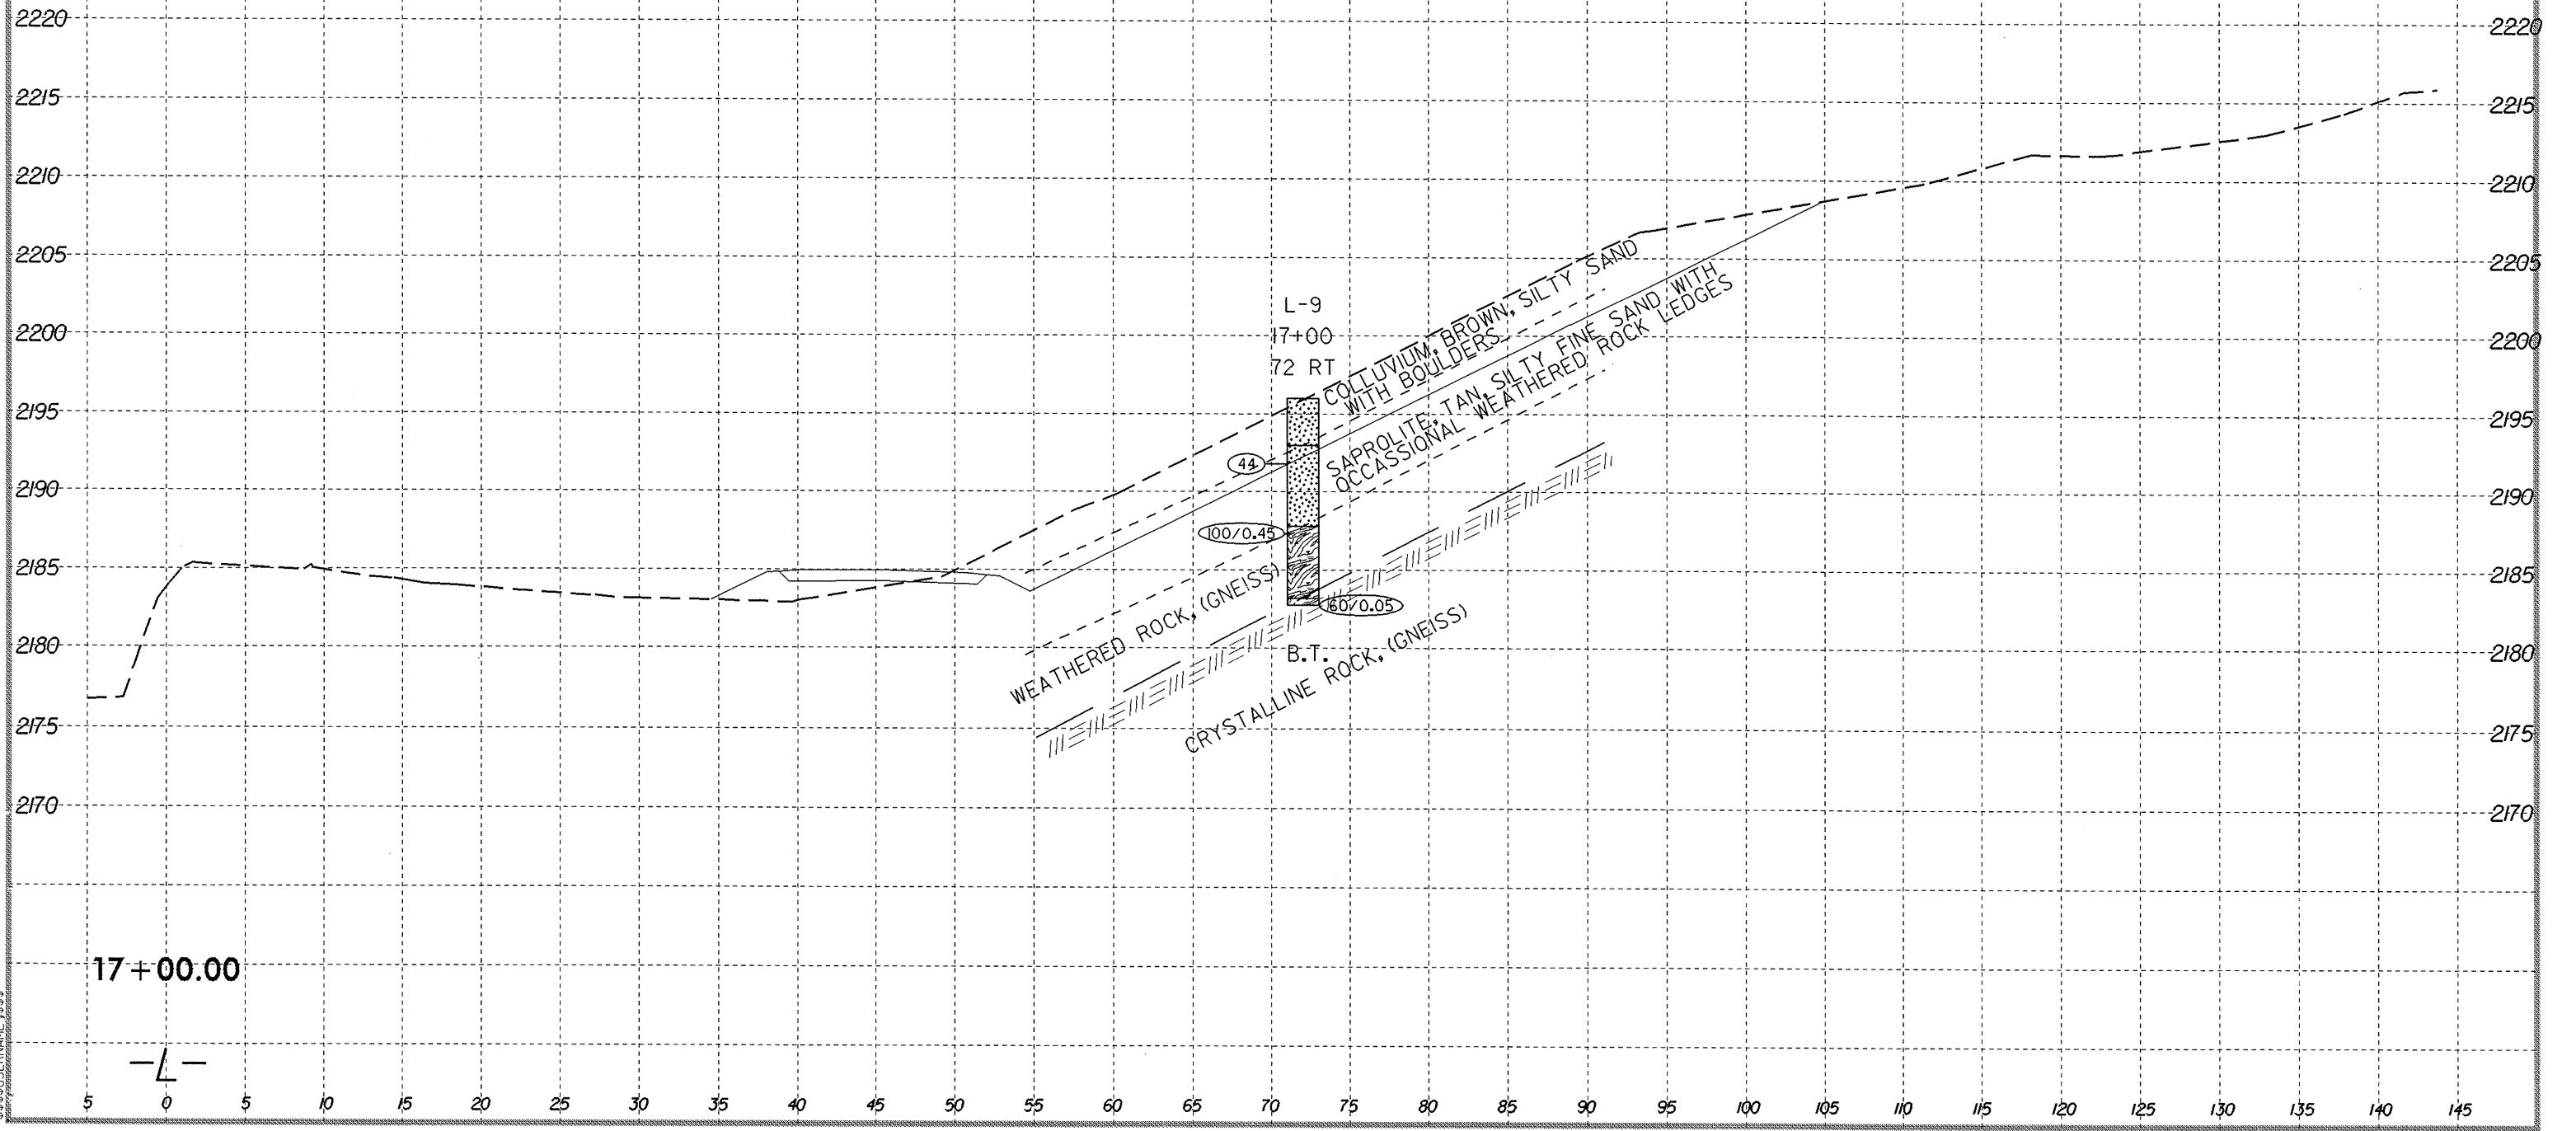 2220 2220
2215 2215
2210 2210
2205 2205
2200 2200
2195 2195
2190 2190
2185 2185
2180 2180
2175 2175
2170 2170
L-9
17+00
72 RT
COLLUVIUM, BROWN, SILTY SAND
WITH BOULDERS
SAPROLITE, TAN, SILTY FINE SAND WITH
OCCASSIONAL WEATHERED ROCK LEDGES
44
100/0.45
60/0.05
WEATHERED ROCK, (GNEISS)
B.T.
CRYSTALLINE ROCK, (GNEISS)
17+00.00
-L-
5 0 5 10 15 20 25 30 35 40 45 50 55 60 65 70 75 80 85 90 95 100 105 110 115 120 125 130 135 140 145